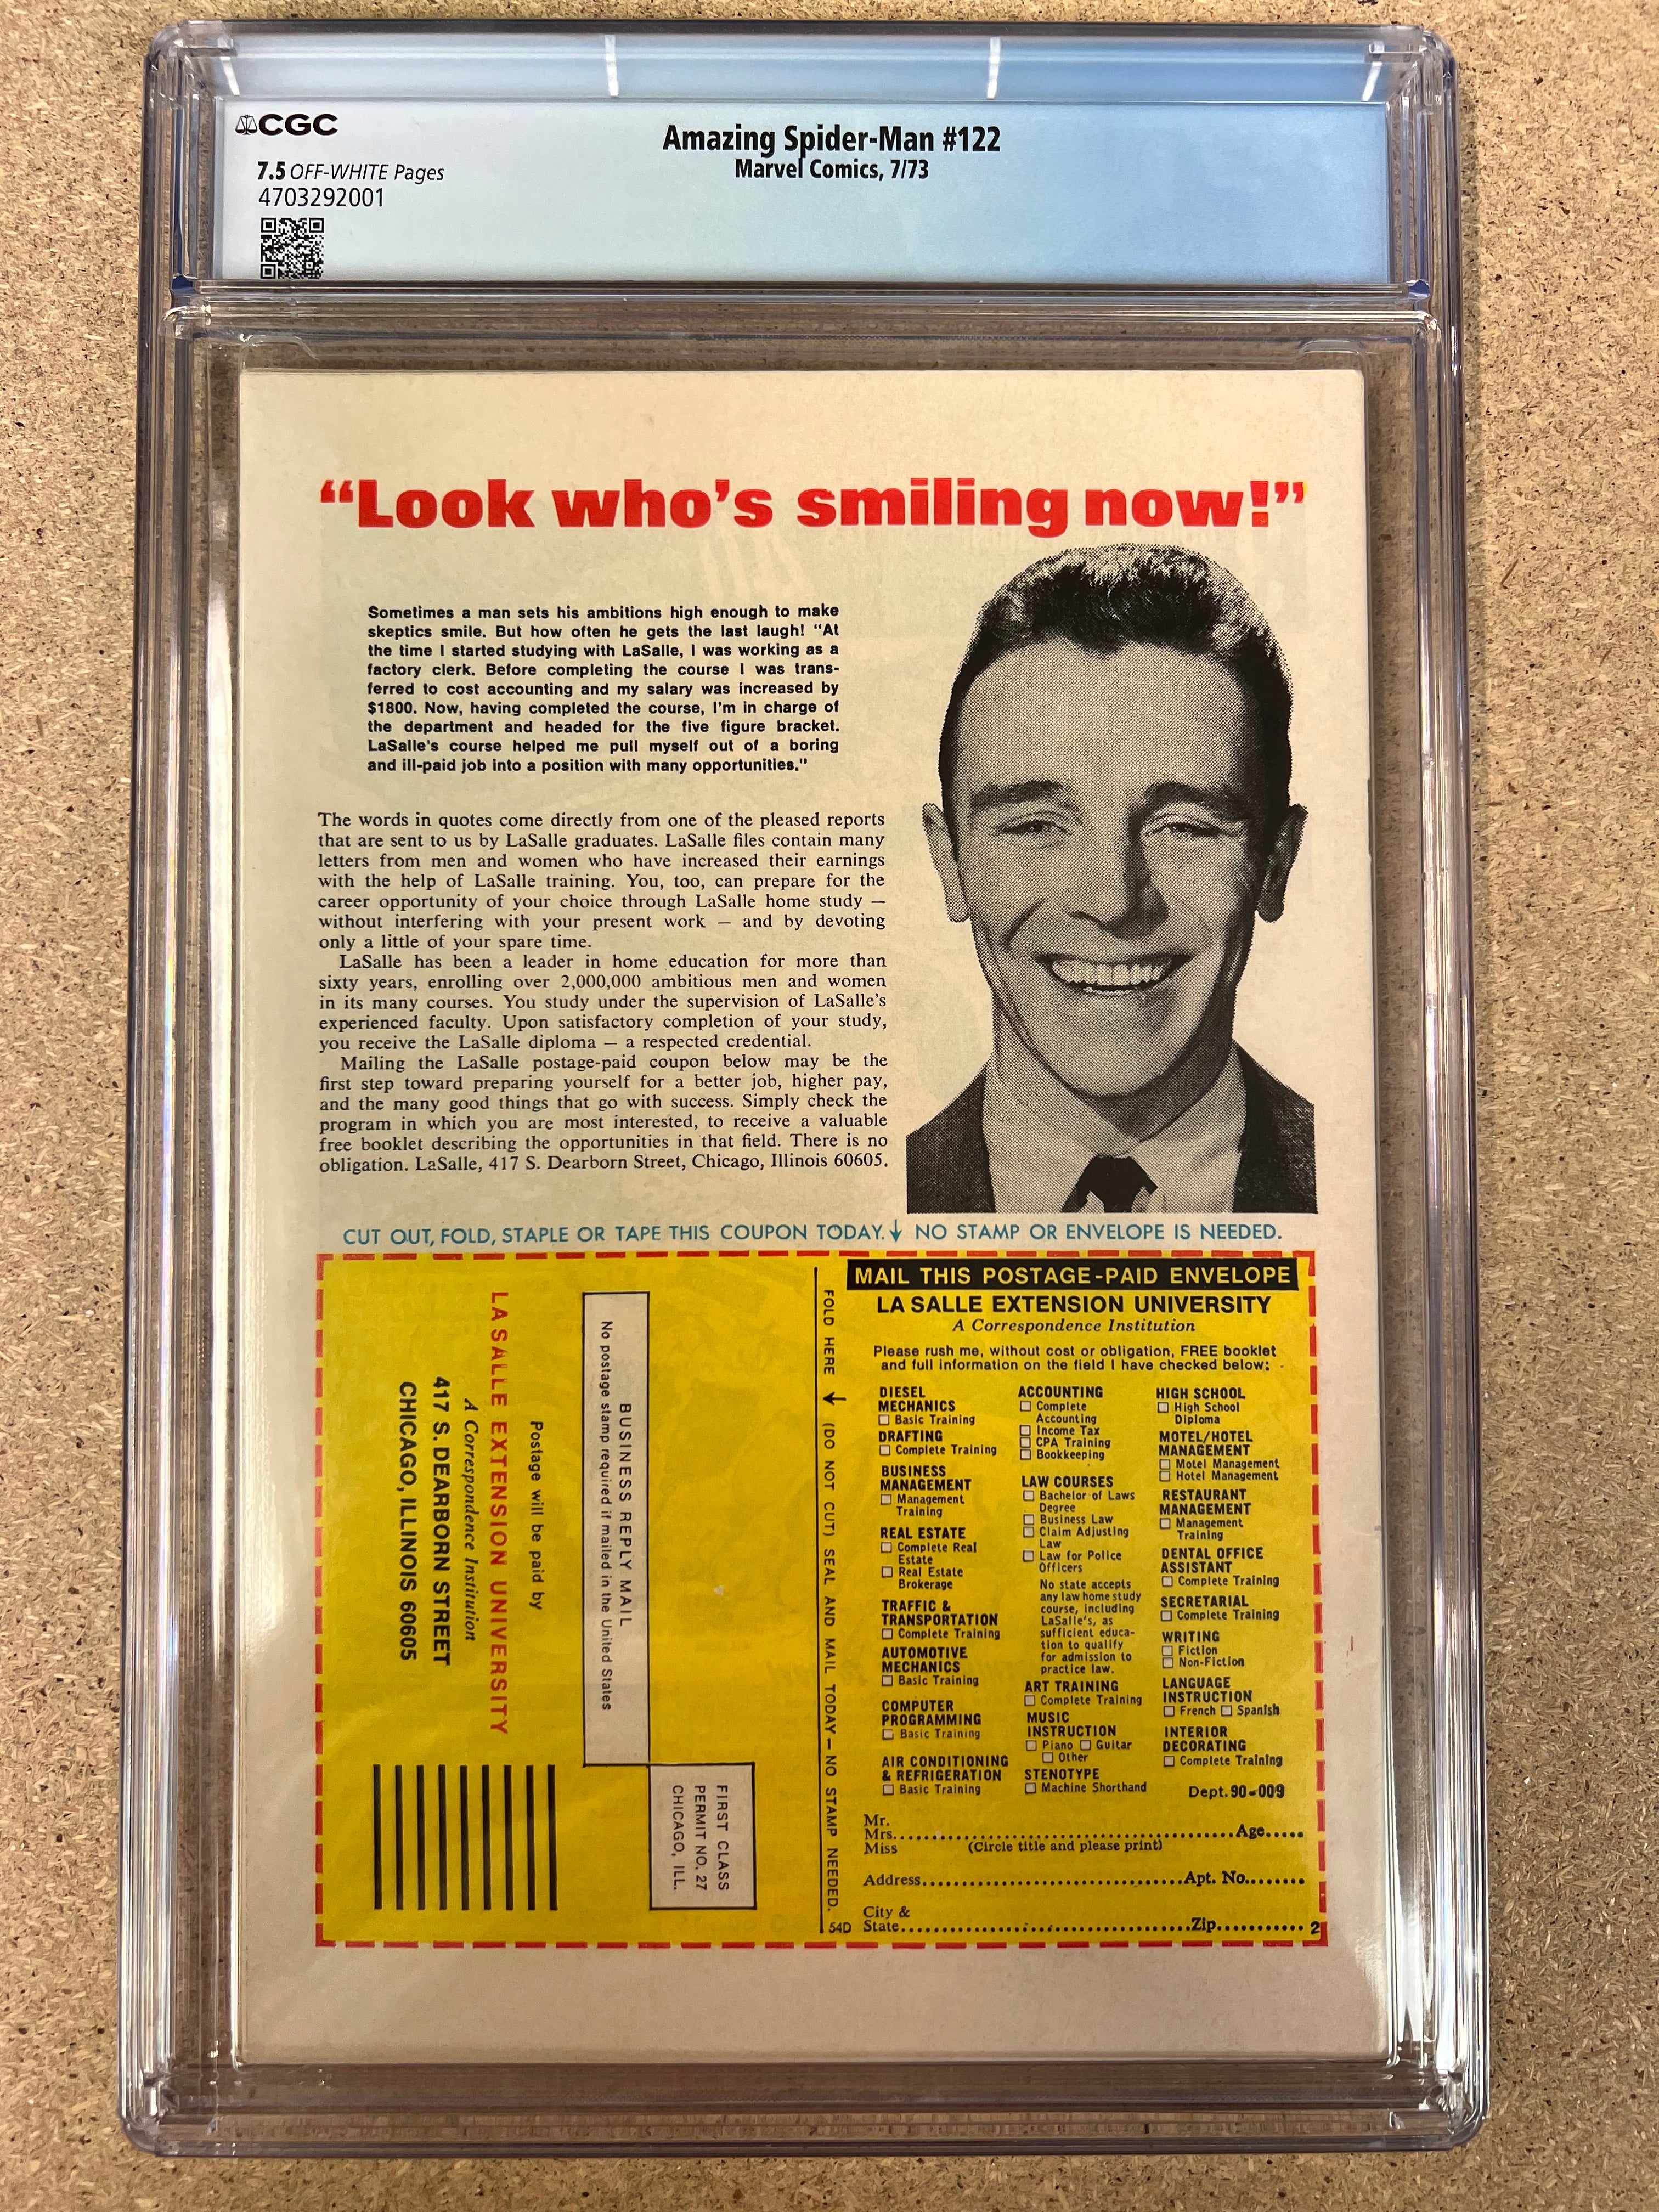 CGC
Amazing Spider-Man #122
Marvel Comics, 7/73
7.5 OFF-WHITE Pages
4703292001
“Look who’s smiling now!”
Sometimes a man sets his ambitions high enough to make
skeptics smile. But how often he gets the last laugh! “At
the time I started studying with LaSalle, I was working as a
factory clerk. Before completing the course I was trans-
ferred to cost accounting and my salary was increased by
$1800. Now, having completed the course, I’m in charge of
the department and headed for the five figure bracket.
LaSalle’s course helped me pull myself out of a boring
and ill-paid job into a position with many opportunities.”
The words in quotes come directly from one of the pleased reports
that are sent to us by LaSalle graduates. LaSalle files contain many
letters from men and women who have increased their earnings
with the help of LaSalle training. You, too, can prepare for the
career opportunity of your choice through LaSalle home study —
without interfering with your present work — and by devoting
only a little of your spare time.
LaSalle has been a leader in home education for more than
sixty years, enrolling over 2,000,000 ambitious men and women
in its many courses. You study under the supervision of LaSalle’s
experienced faculty. Upon satisfactory completion of your study,
you receive the LaSalle diploma — a respected credential.
Mailing the LaSalle postage-paid coupon below may be the
first step toward preparing yourself for a better job, higher pay,
and the many good things that go with success. Simply check the
program in which you are most interested, to receive a valuable
free booklet describing the opportunities in that field. There is no
obligation. LaSalle, 417 S. Dearborn Street, Chicago, Illinois 60605.
CUT OUT, FOLD, STAPLE OR TAPE THIS COUPON TODAY. NO STAMP OR ENVELOPE IS NEEDED.
FIRST CLASS
PERMIT NO. 27
CHICAGO, ILL.
BUSINESS REPLY MAIL
No postage stamp required if mailed in the United States
Postage will be paid by
LASALLE EXTENSION UNIVERSITY
A Correspondence Institution
417 S. DEARBORN STREET
CHICAGO, ILLINOIS 60605
FOLD HERE (DO NOT CUT) SEAL AND MAIL TODAY — NO STAMP NEEDED.
MAIL THIS POSTAGE-PAID ENVELOPE
LA SALLE EXTENSION UNIVERSITY
A Correspondence Institution
Please rush me, without cost or obligation, FREE booklet
and full information on the field I have checked below:
DIESEL
MECHANICS
Basic Training
DRAFTING
Complete Training
BUSINESS
MANAGEMENT
Management
Training
REAL ESTATE
Complete Real
Estate
Real Estate
Brokerage
TRAFFIC &
TRANSPORTATION
Complete Training
AUTOMOTIVE
MECHANICS
Basic Training
COMPUTER
PROGRAMMING
Basic Training
AIR CONDITIONING
& REFRIGERATION
Basic Training
ACCOUNTING
Complete
Accounting
Income Tax
CPA Training
Bookkeeping
LAW COURSES
Bachelor of Laws
Degree
Business Law
Claim Adjusting
Law
Law for Police
Officers
No state accepts
any law home study
course, including
LaSalle’s, as
sufficient educa-
tion to qualify
for admission to
practice law.
ART TRAINING
Complete Training
MUSIC
INSTRUCTION
Piano Guitar
Other
STENOTYPE
Machine Shorthand
HIGH SCHOOL
High School
Diploma
MOTEL/HOTEL
MANAGEMENT
Motel Management
Hotel Management
RESTAURANT
MANAGEMENT
Management
Training
DENTAL OFFICE
ASSISTANT
Complete Training
SECRETARIAL
Complete Training
WRITING
Fiction
Non-Fiction
LANGUAGE
INSTRUCTION
French Spanish
INTERIOR
DECORATING
Complete Training
Dept. 90-009
Mr.
Mrs. Age
Miss (Circle title and please print)
Address Apt. No.
City &
54D State Zip 2